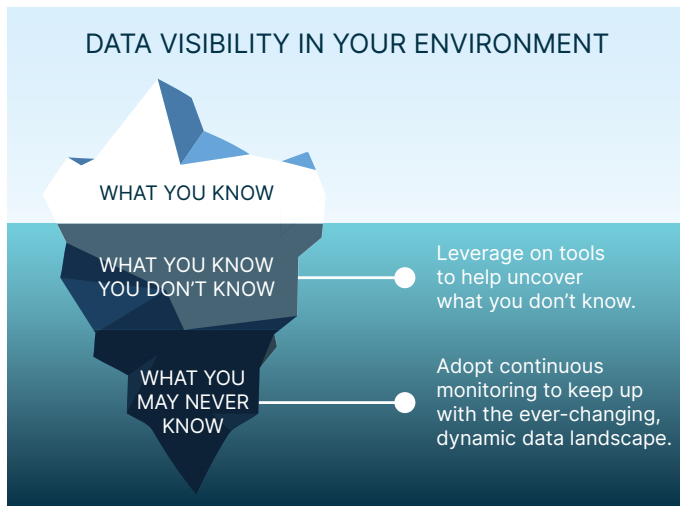 DATA VISIBILITY IN YOUR ENVIRONMENT
WHAT YOU KNOW
WHAT YOU KNOW
YOU DON’T KNOW
Leverage on tools
to help uncover
what you don’t know.
WHAT YOU
MAY NEVER
KNOW
Adopt continuous
monitoring to keep up
with the ever-changing,
dynamic data landscape.